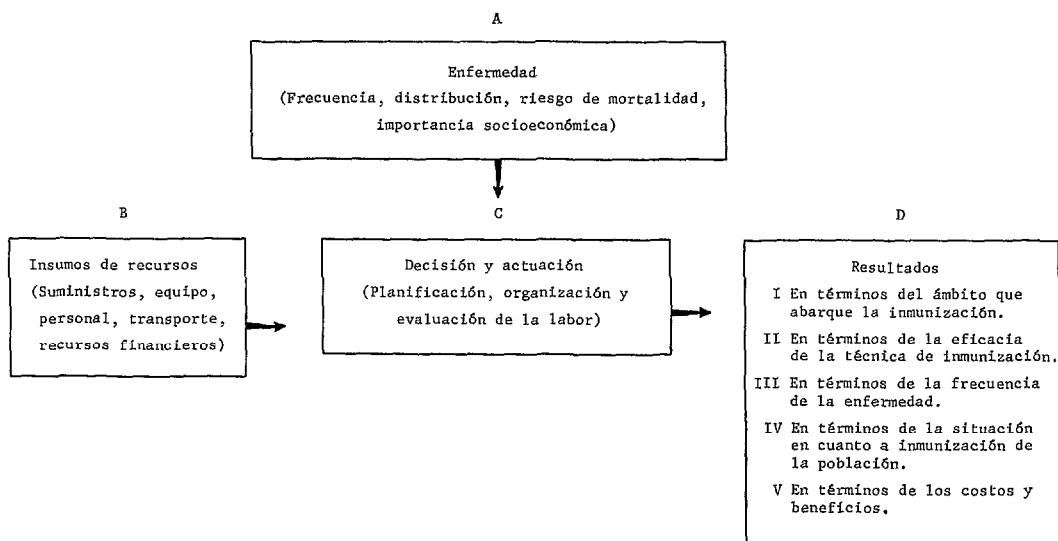 A
Enfermedad
(Frecuencia, distribución, riesgo de mortalidad,
importancia socioeconómica)
B
Insumos de recursos
(Suministros, equipo,
personal, transporte,
recursos financieros)
C
Decisión y actuación
(Planificación, organización y
evaluación de la labor)
D
Resultados
I En términos del ámbito que
abarque la inmunización.
II En términos de la eficacia
de la técnica de inmunización.
III En términos de la frecuencia
de la enfermedad.
IV En términos de la situación
en cuanto a inmunización de
la población.
V En términos de los costos y
beneficios.